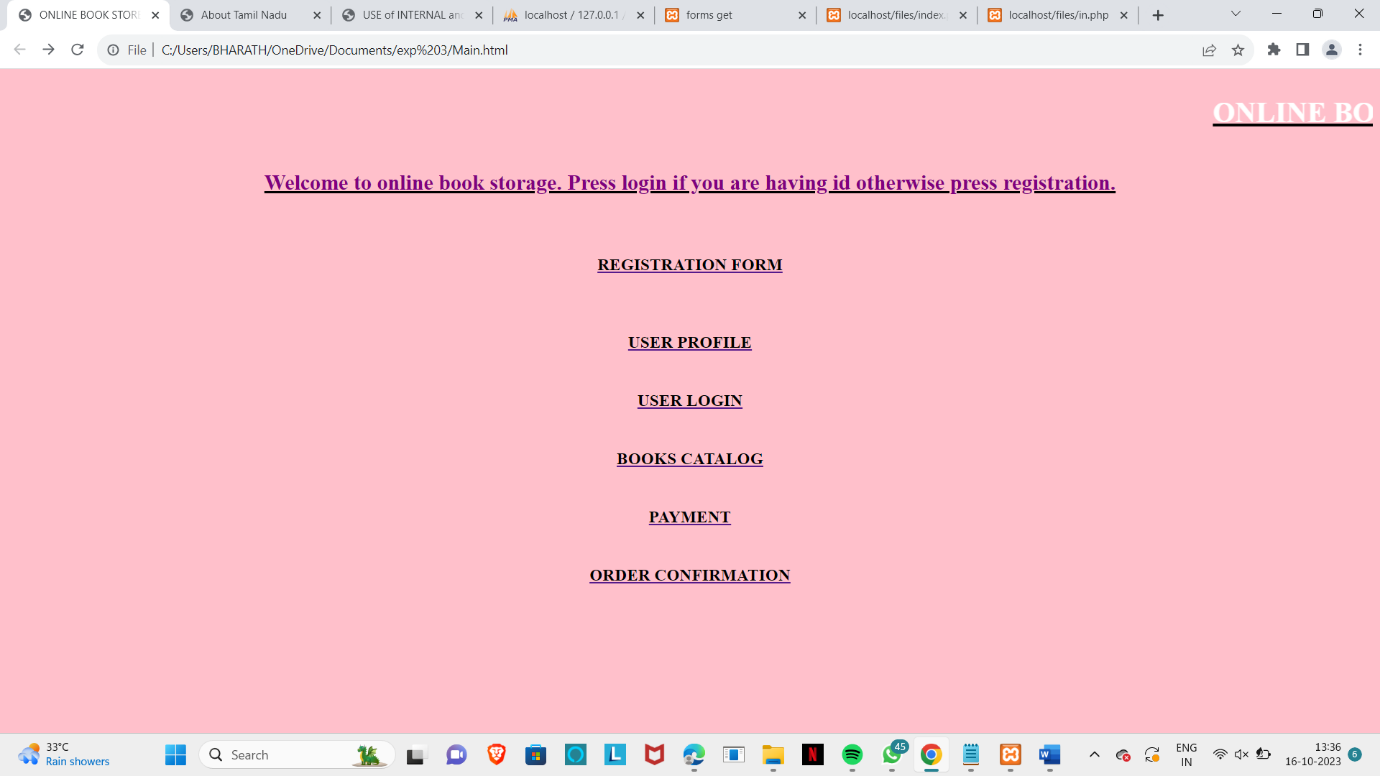 ONLINE BOOK STOR
About Tamil Nadu
USE of INTERNAL an
localhost / 127.0.0.1 /
forms get
localhost/files/index.
localhost/files/in.php
File
C:/Users/BHARATH/OneDrive/Documents/exp%203/Main.html
ONLINE BO
Welcome to online book storage. Press login if you are having id otherwise press registration.
REGISTRATION FORM
USER PROFILE
USER LOGIN
BOOKS CATALOG
PAYMENT
ORDER CONFIRMATION
33°C
Rain showers
Search
45
ENG
IN
13:36
16-10-2023
6